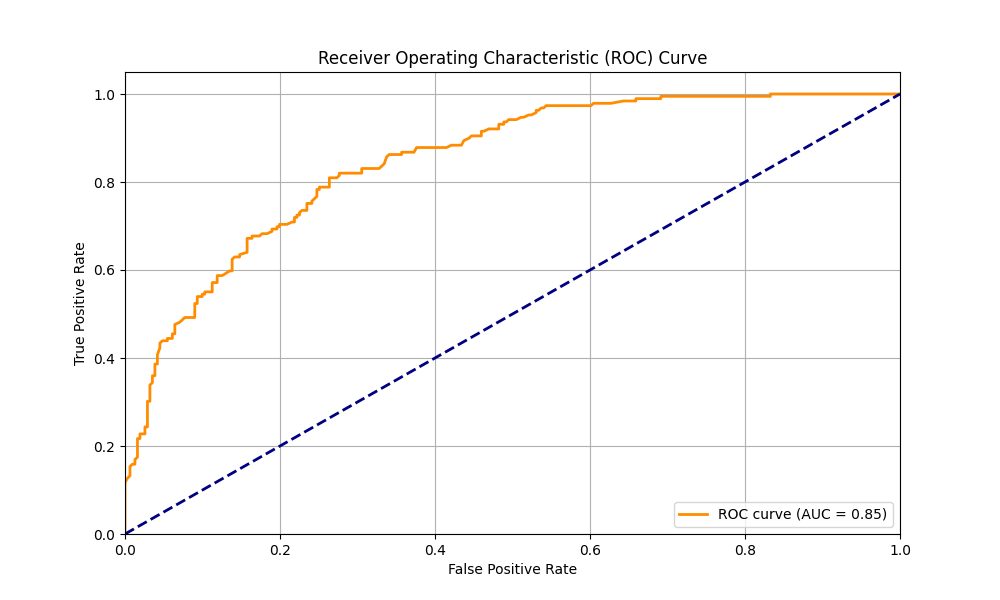 Receiver Operating Characteristic (ROC) Curve
1.0
0.8
0.6
0.4
0.2
0.0
True Positive Rate
ROC curve (AUC = 0.85)
0.0 0.2 0.4 0.6 0.8 1.0
False Positive Rate